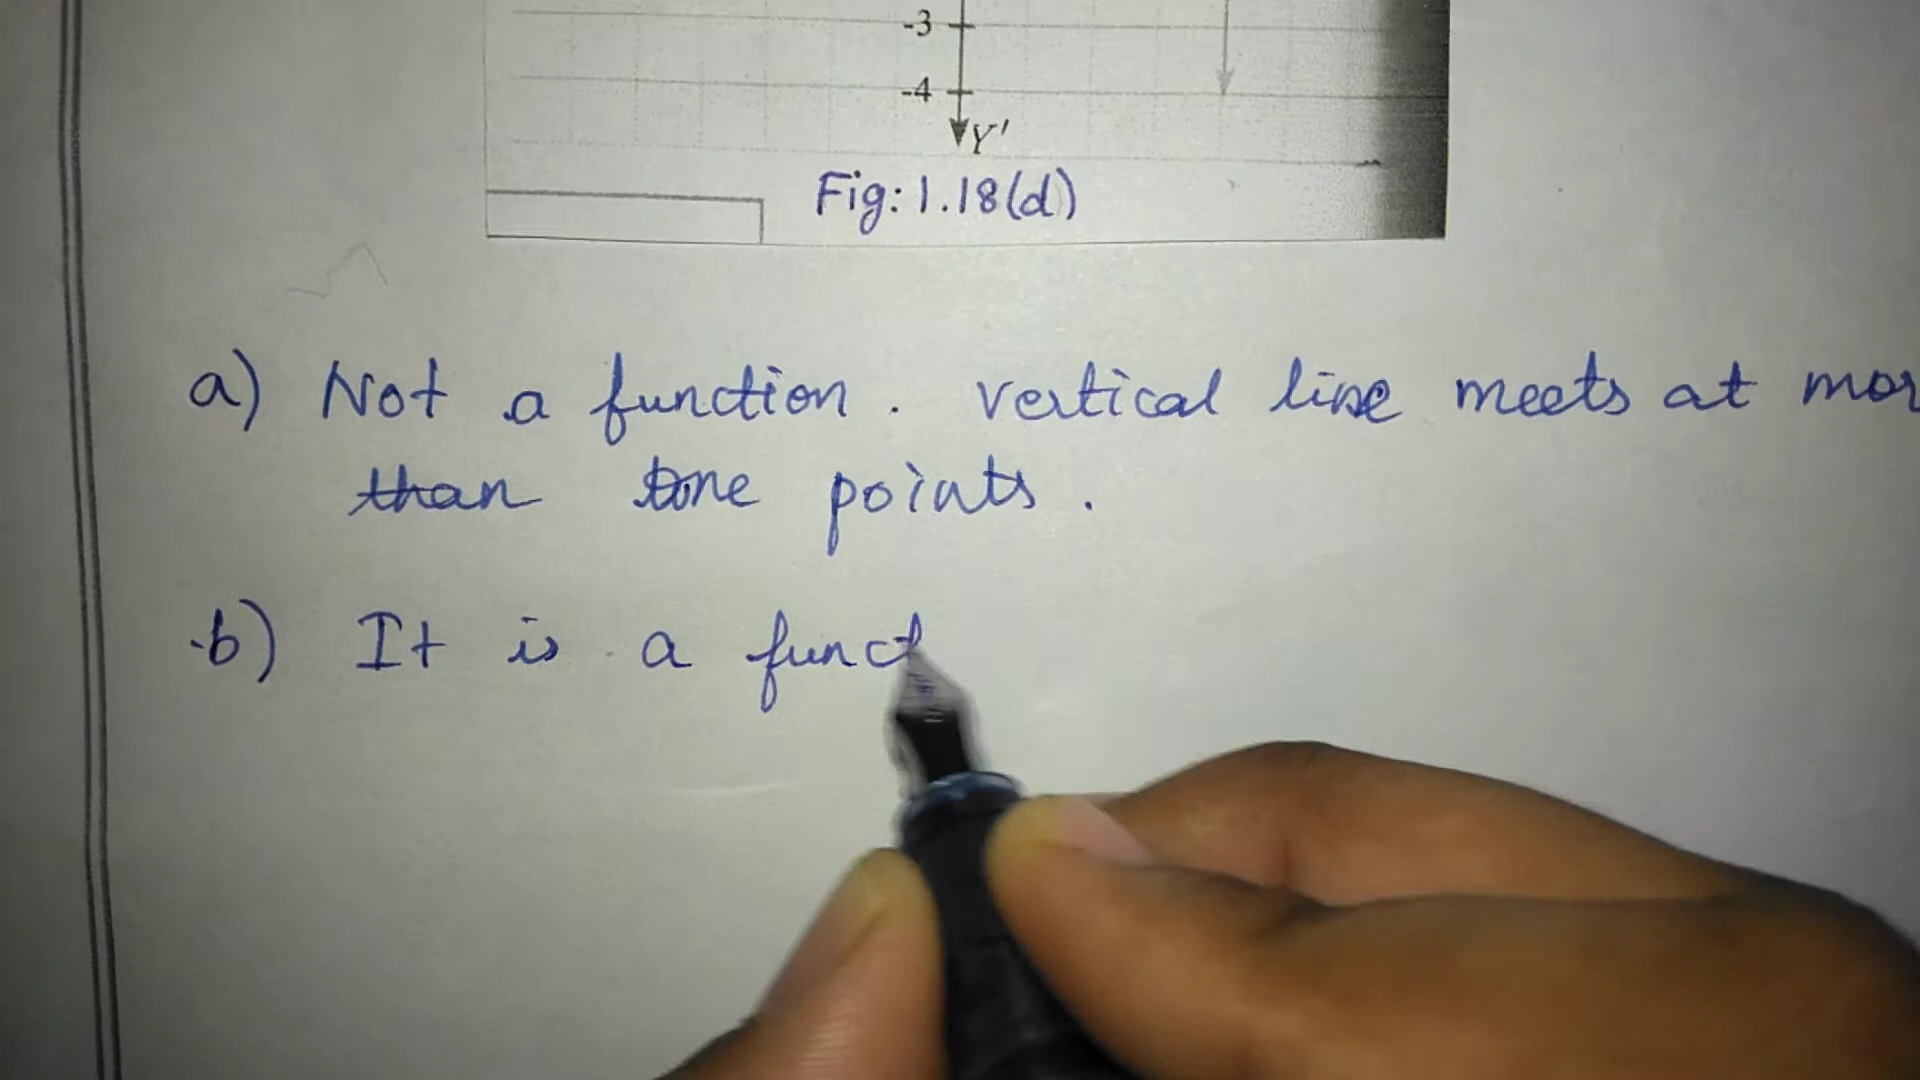 -3
-4
Y'
Fig: 1.18(d)
a) Not a function. vertical line meets at mor
than one points.
b) It is a funct